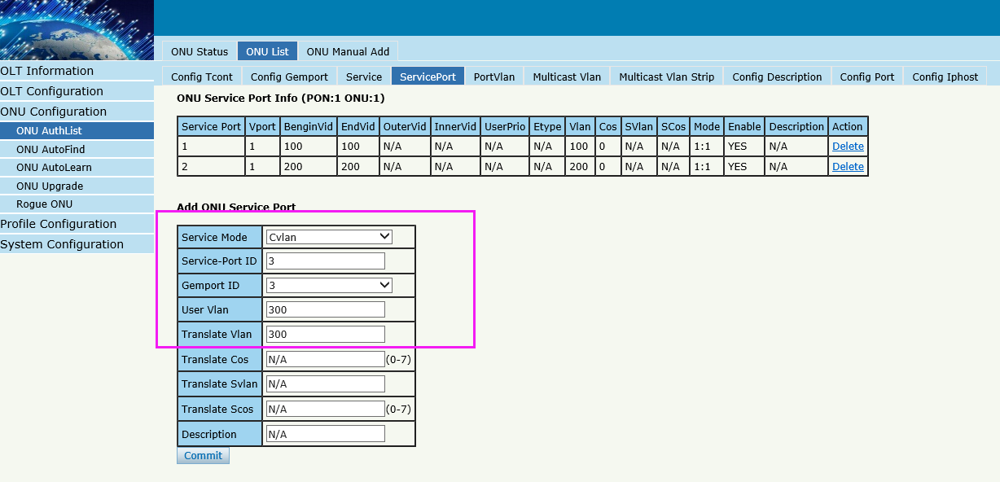 ONU Status ONU List ONU Manual Add
OLT Information
OLT Configuration
ONU Configuration
ONU AuthList
ONU AutoFind
ONU AutoLearn
ONU Upgrade
Rogue ONU
Profile Configuration
System Configuration
Config Tcont Config Gemport Service ServicePort PortVlan Multicast Vlan Multicast Vlan Strip Config Description Config Port Config Iphost
ONU Service Port Info (PON:1 ONU:1)
Service Port Vport BenginVid EndVid OuterVid InnerVid UserPrio Etype Vlan Cos SVlan SCos Mode Enable Description Action
1 1 100 100 N/A N/A N/A N/A 100 0 N/A N/A 1:1 YES N/A Delete
2 1 200 200 N/A N/A N/A N/A 200 0 N/A N/A 1:1 YES N/A Delete
Add ONU Service Port
Service Mode Cvlan
Service-Port ID 3
Gemport ID 3
User Vlan 300
Translate Vlan 300
Translate Cos N/A (0-7)
Translate Svlan N/A
Translate Scos N/A (0-7)
Description N/A
Commit